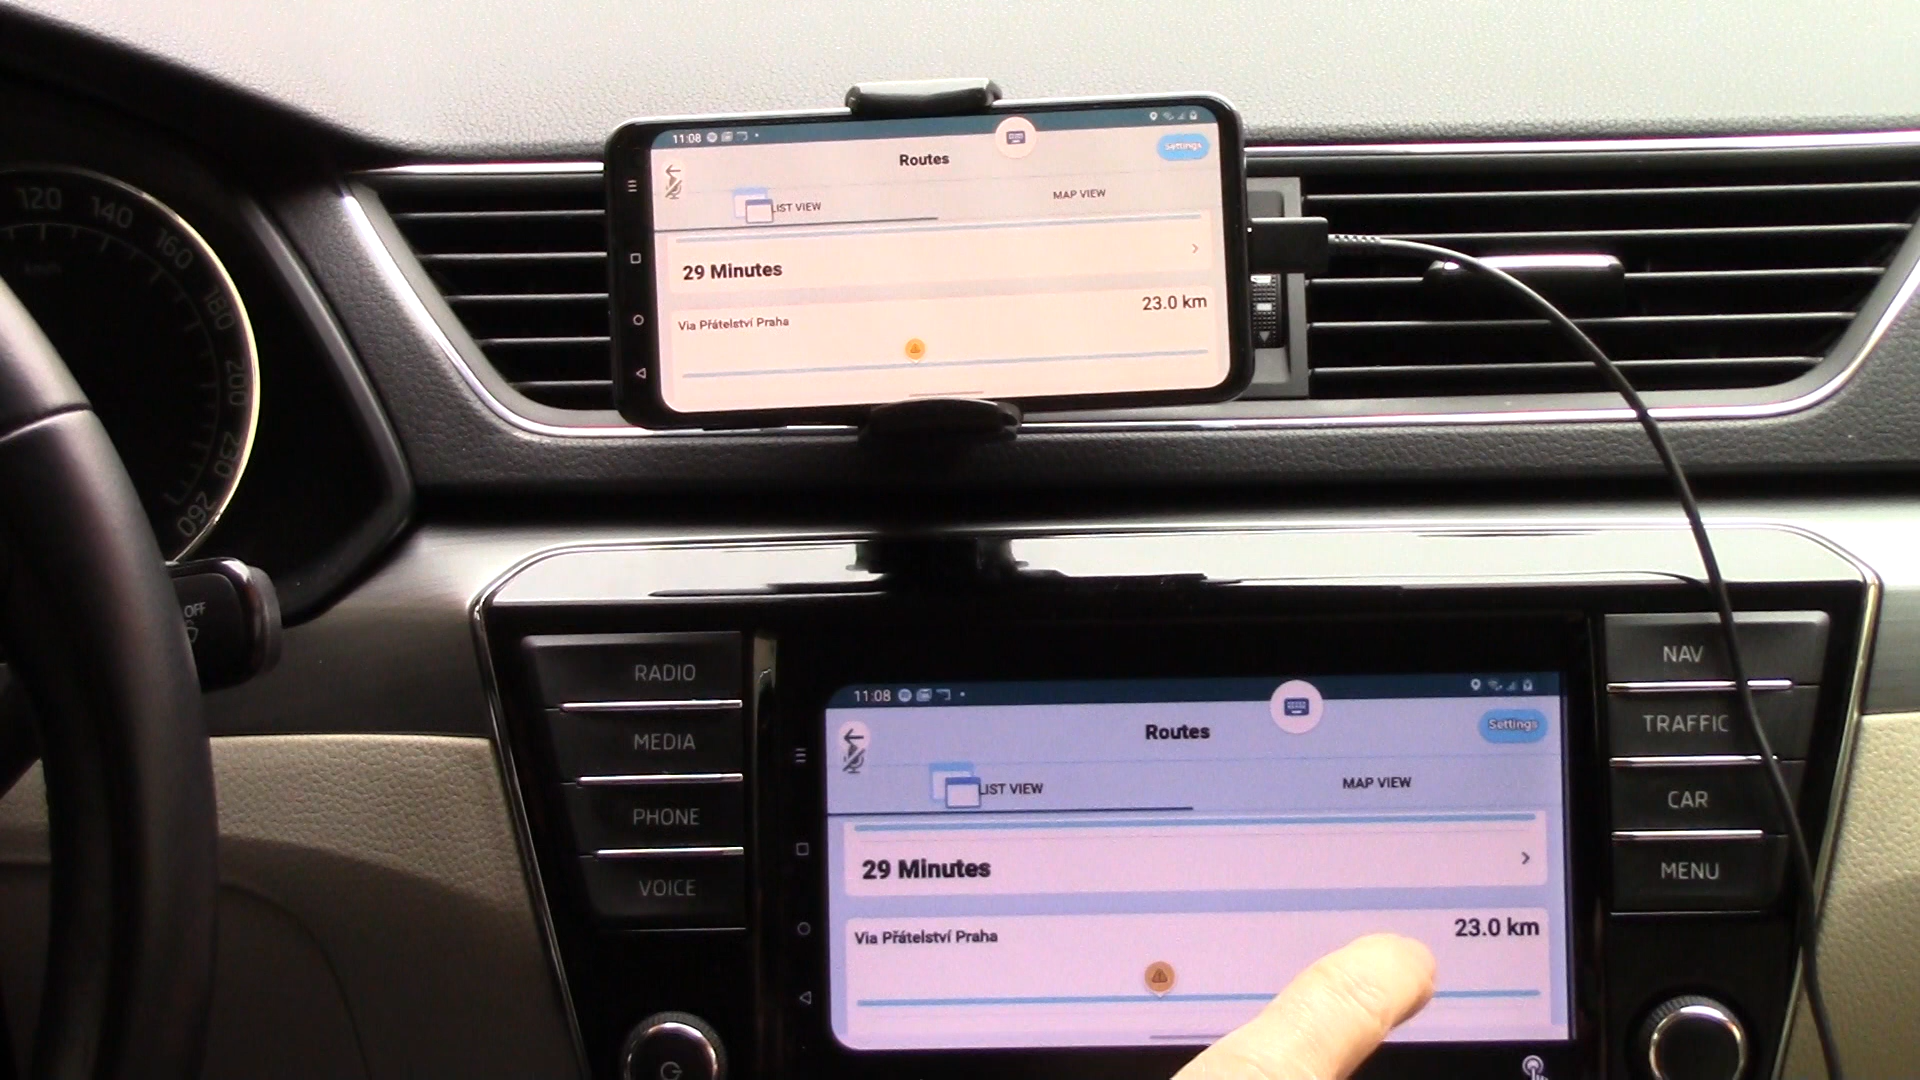 11:08
Routes
Settings
LIST VIEW
MAP VIEW
29 Minutes
23.0 km
Via Přátelství Praha
120
140
160
180
200
230
260
km/h
OFF
RADIO
MEDIA
PHONE
VOICE
11:08
Routes
Settings
LIST VIEW
MAP VIEW
29 Minutes
23.0 km
Via Přátelství Praha
NAV
TRAFFIC
CAR
MENU